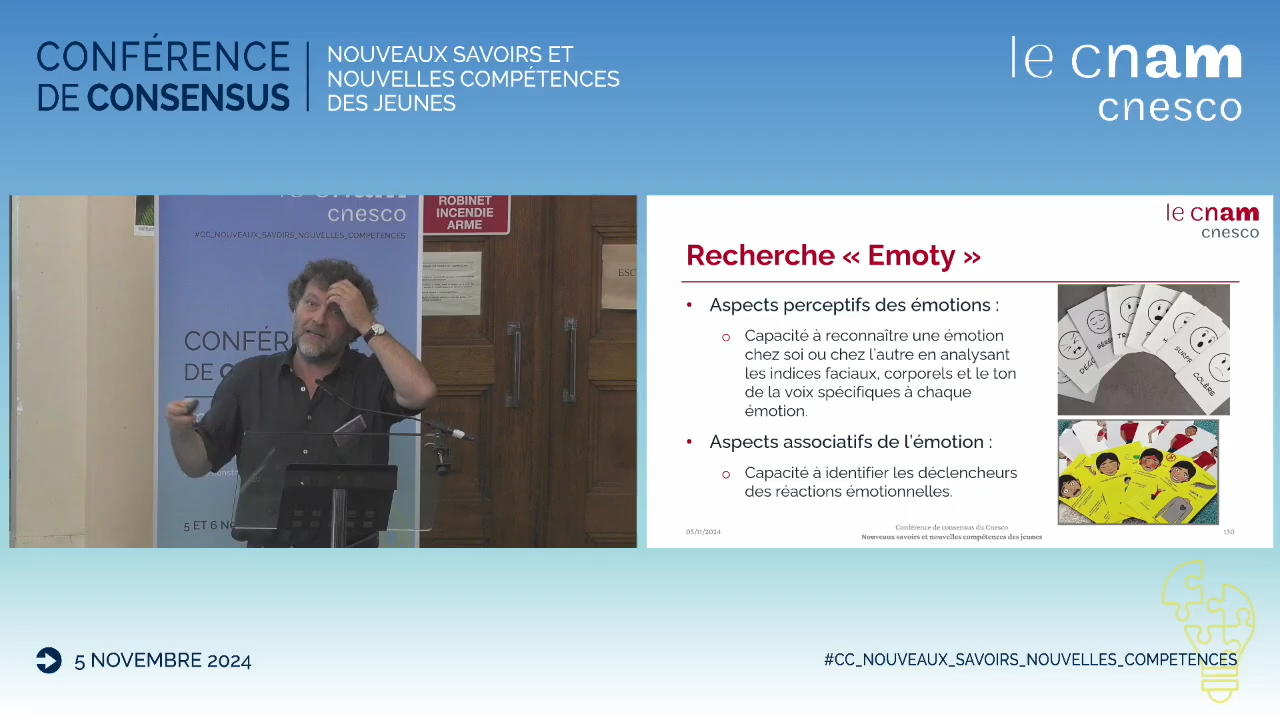 CONFÉRENCE
DE CONSENSUS
NOUVEAUX SAVOIRS ET
NOUVELLES COMPÉTENCES
DES JEUNES
le cnam
cnesco
cnesco
#CC_NOUVEAUX_SAVOIRS_NOUVELLES_COMPETENCES
CONFÉR
DE C
5 ET 6 NO
ROBINET
INCENDIE
ARMÉ
ESC
le cnam
cnesco
Recherche « Emoty »
• Aspects perceptifs des émotions :
o Capacité à reconnaître une émotion
chez soi ou chez l'autre en analysant
les indices faciaux, corporels et le ton
de la voix spécifiques à chaque
émotion.
• Aspects associatifs de l'émotion :
o Capacité à identifier les déclencheurs
des réactions émotionnelles.
COLÈRE
05/11/2024
Conférence de consensus du Cnesco
Nouveaux savoirs et nouvelles compétences des jeunes
130
5 NOVEMBRE 2024
#CC_NOUVEAUX_SAVOIRS_NOUVELLES_COMPETENCES